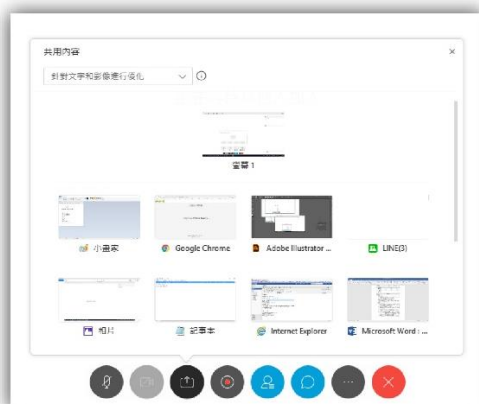 共用內容
針對文字和影像進行優化
螢幕 1
小畫家
Google Chrome
Adobe Illustrator ...
LINE(3)
相片
記事本
Internet Explorer
Microsoft Word : ...